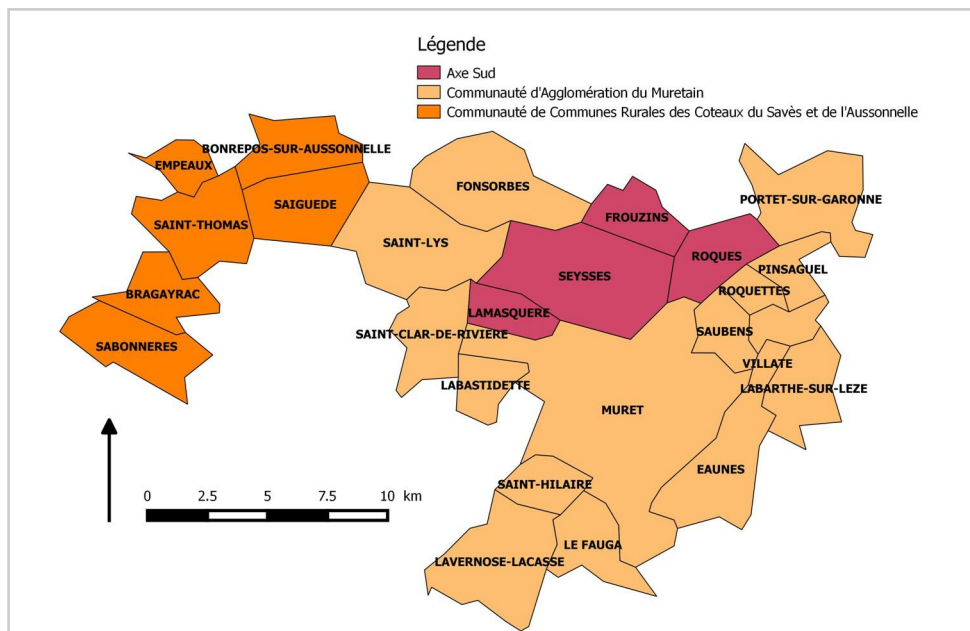 Légende
Axe Sud
Communauté d'Agglomération du Muretain
Communauté de Communes Rurales des Coteaux du Savès et de l'Aussonnelle
BONREPOS-SUR-AUSSONNELLE
EMPEAUX
FONSORBES
SAIGUEDE
PORTET-SUR-GARONNE
SAINT-THOMAS
FROUZINS
SAINT-LYS
ROQUES
PINSAGUEL
SEYSSES
ROQUETTES
BRAGAYRAC
LAMASQUERE
SAINT-CLAR-DE-RIVIERE
SAUBENS
SABONNERES
VILLATE
LABASTIDETTE
LABARTHE-SUR-LEZE
MURET
EAUNES
SAINT-HILAIRE
0 2.5 5 7.5 10 km
LE FAUGA
LAVERNOSE-LACASSE